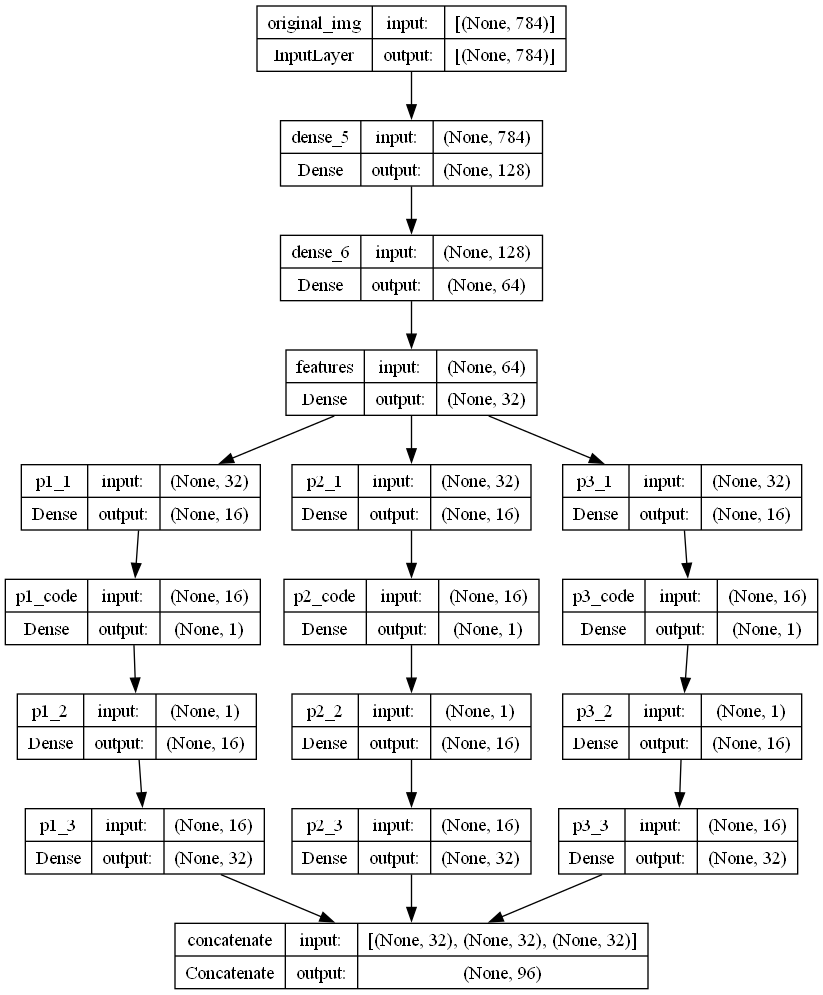 original_img input: [(None, 784)]
InputLayer output: [(None, 784)]
dense_5 input: (None, 784)
Dense output: (None, 128)
dense_6 input: (None, 128)
Dense output: (None, 64)
features input: (None, 64)
Dense output: (None, 32)
p1_1 input: (None, 32)
Dense output: (None, 16)
p2_1 input: (None, 32)
Dense output: (None, 16)
p3_1 input: (None, 32)
Dense output: (None, 16)
p1_code input: (None, 16)
Dense output: (None, 1)
p2_code input: (None, 16)
Dense output: (None, 1)
p3_code input: (None, 16)
Dense output: (None, 1)
p1_2 input: (None, 1)
Dense output: (None, 16)
p2_2 input: (None, 1)
Dense output: (None, 16)
p3_2 input: (None, 1)
Dense output: (None, 16)
p1_3 input: (None, 16)
Dense output: (None, 32)
p2_3 input: (None, 16)
Dense output: (None, 32)
p3_3 input: (None, 16)
Dense output: (None, 32)
concatenate input: [(None, 32), (None, 32), (None, 32)]
Concatenate output: (None, 96)